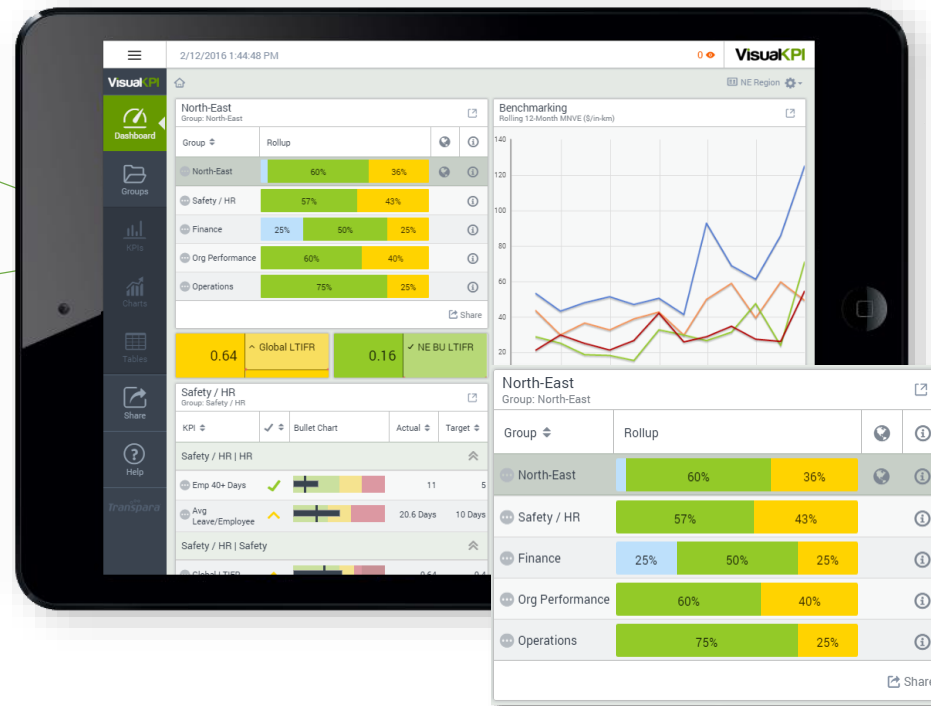 2/12/2016 1:44:48 PM
0
VisualKPI
VisualKPI
NE Region
Dashboard
Groups
KPIs
Charts
Tables
Share
Help
transpara
North-East
Group: North-East
Group Rollup
North-East 60% 36%
Safety / HR 57% 43%
Finance 25% 50% 25%
Org Performance 60% 40%
Operations 75% 25%
Share
Benchmarking
Rolling 12-Month MNVE ($/in-km)
140
120
100
80
60
40
20
0.64 Global LTIFR
0.16 NE BU LTIFR
Safety / HR
Group: Safety / HR
KPI Bullet Chart Actual Target
Safety / HR | HR
Emp 40+ Days 11 5
Avg
Leave/Employee 20.6 Days 10 Days
Safety / HR | Safety
Global LTIFR 0.64 0.4
North-East
Group: North-East
Group Rollup
North-East 60% 36%
Safety / HR 57% 43%
Finance 25% 50% 25%
Org Performance 60% 40%
Operations 75% 25%
Share